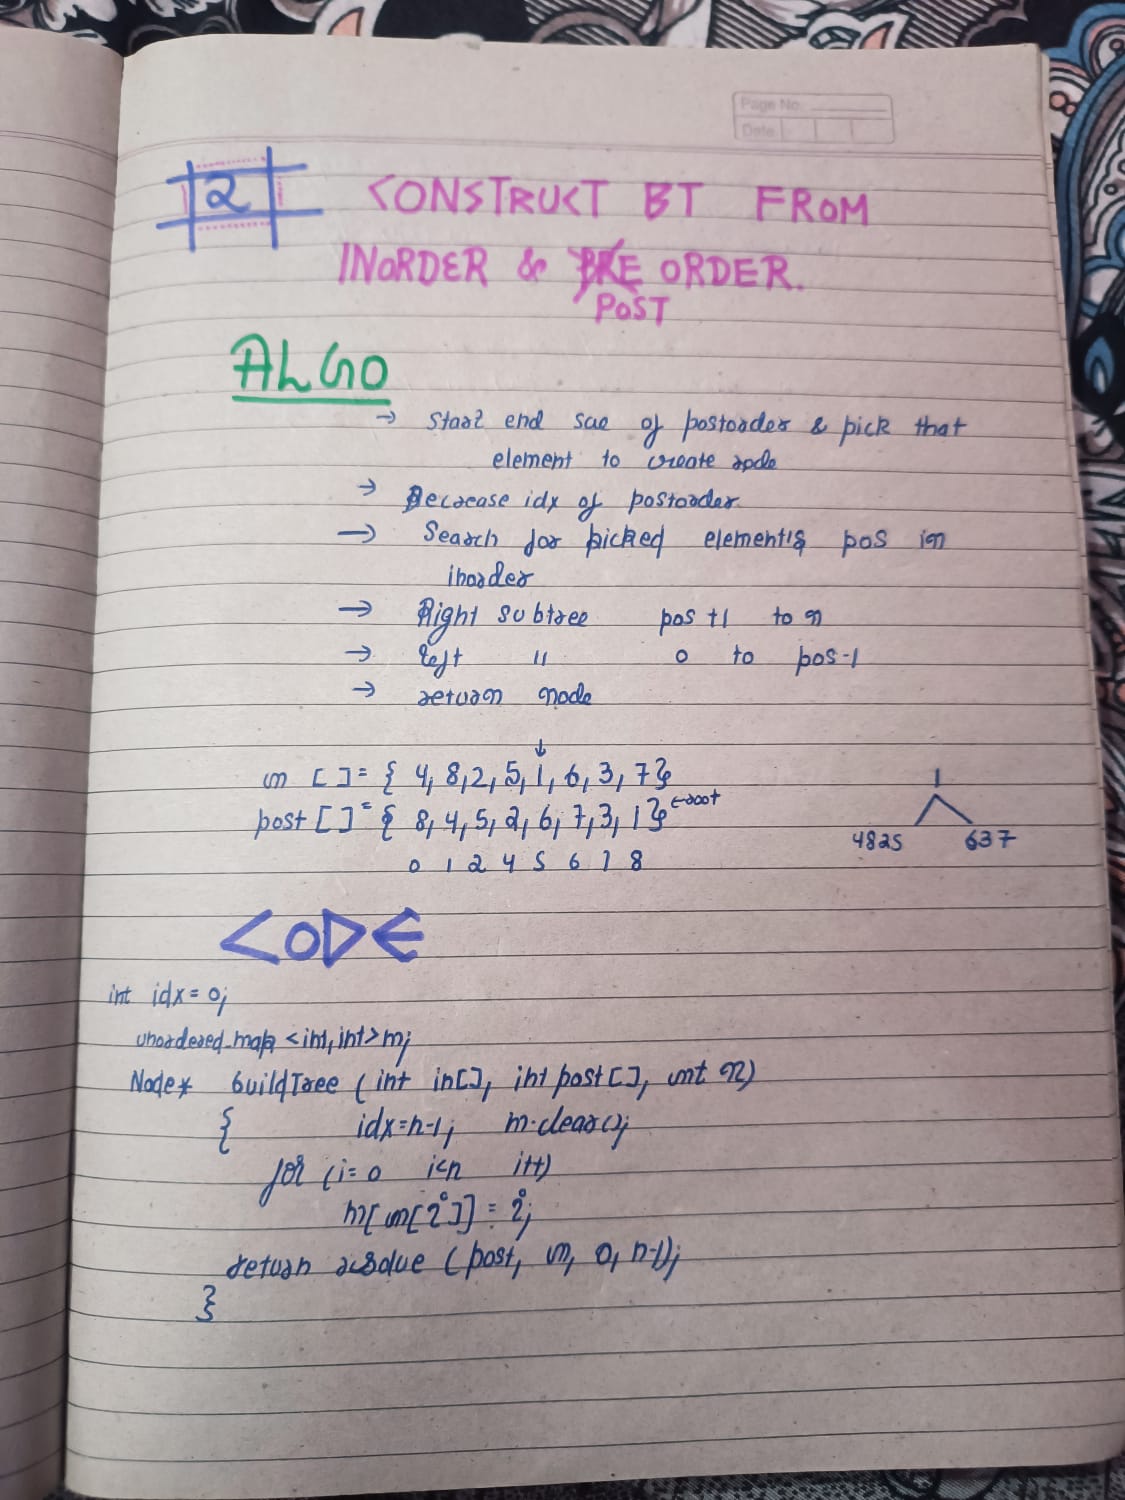 Page No.
Date
2 CONSTRUCT BT FROM
INORDER & ORDER.
POST
ALGO
→ Start end of postorder & pick that
element to create node
→ Decrease idx of postorder
→ Search for picked element's pos in
inorder
→ Right subtree pos +1 to n
→ left " 0 to pos-1
→ return node
↓
in [ ] = { 4, 8, 2, 5, 1, 6, 3, 7}
post [ ] = { 8, 4, 5, 2, 6, 7, 3, 1} ←root
0 1 2 4 5 6 7 8
1
4825 637
CODE
int idx = 0;
unordered_map <int, int> m;
Node* buildTree (int in[], int post[], int n)
{ idx=n-1; m.clear();
for (i=0 i<n i++)
m[in[i]] = i;
return (post, in, 0, n-1);
}